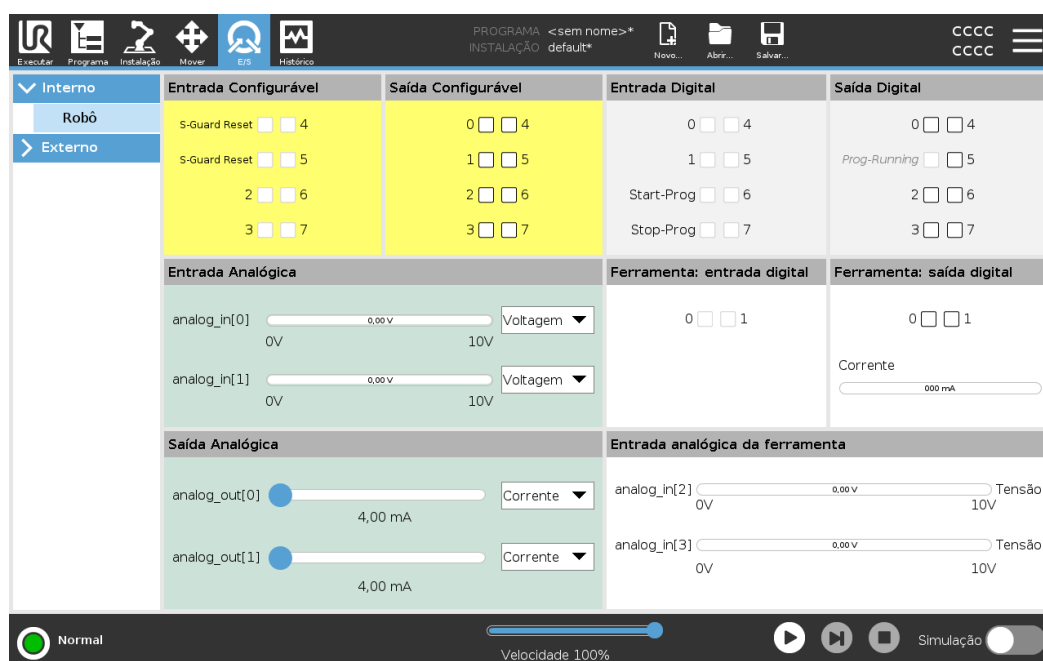 PROGRAMA <sem nome>*
INSTALAÇÃO default*
CCCC
CCCC
Executar Programa Instalação Mover E/S Histórico Novo... Abrir... Salvar...
Interno
Robô
Externo
Entrada Configurável
S-Guard Reset 4
S-Guard Reset 5
2 6
3 7
Saída Configurável
0 4
1 5
2 6
3 7
Entrada Digital
0 4
1 5
Start-Prog 6
Stop-Prog 7
Saída Digital
0 4
Prog-Running 5
2 6
3 7
Entrada Analógica
analog_in[0] 0,00 V Voltagem
0V 10V
analog_in[1] 0,00 V Voltagem
0V 10V
Ferramenta: entrada digital
0 1
Ferramenta: saída digital
0 1
Corrente
000 mA
Saída Analógica
analog_out[0] Corrente
4,00 mA
analog_out[1] Corrente
4,00 mA
Entrada analógica da ferramenta
analog_in[2] 0,00 V Tensão
0V 10V
analog_in[3] 0,00 V Tensão
0V 10V
Normal
Velocidade 100%
Simulação